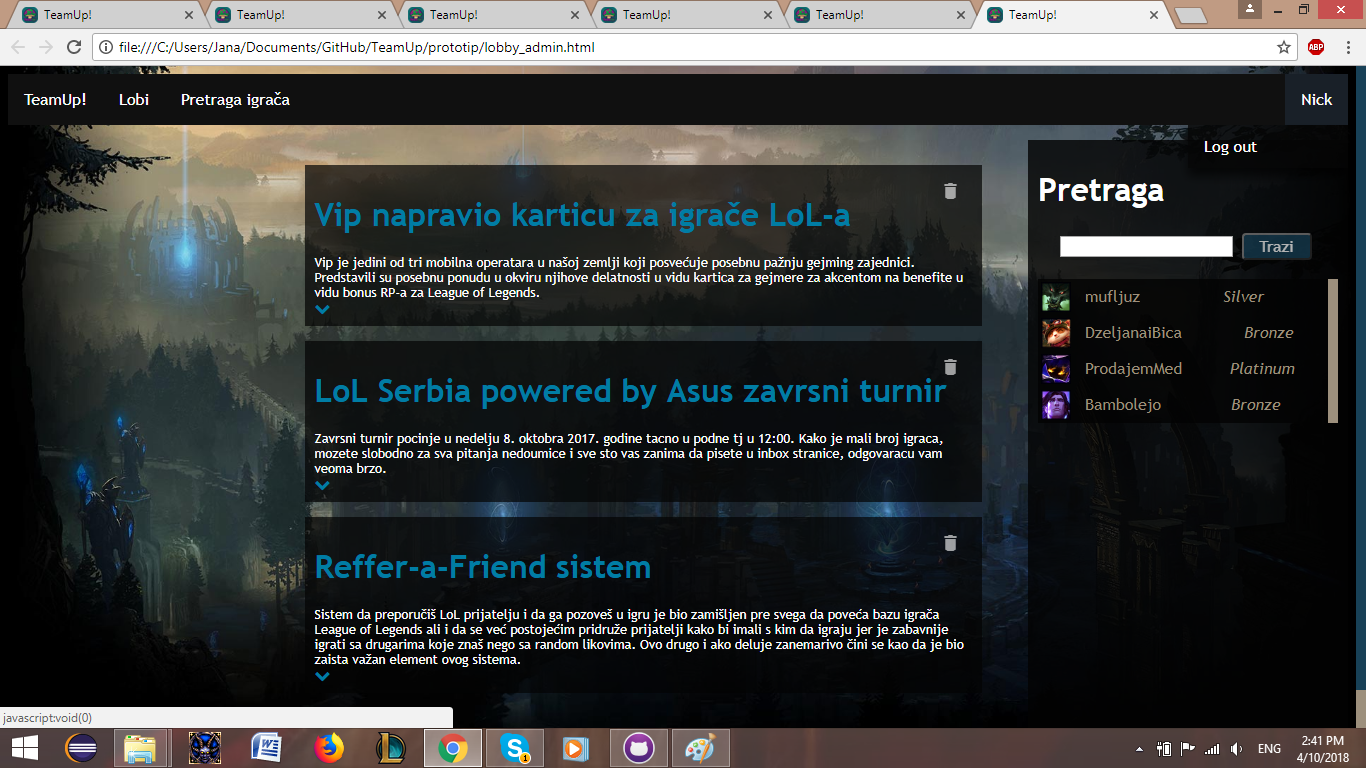 TeamUp!
TeamUp!
TeamUp!
TeamUp!
TeamUp!
TeamUp!
file:///C:/Users/Jana/Documents/GitHub/TeamUp/prototip/lobby_admin.html
ABP
TeamUp! Lobi Pretraga igrača Nick
Log out
Vip napravio karticu za igrače LoL-a
Vip je jedini od tri mobilna operatara u našoj zemlji koji posvećuje posebnu pažnju gejming zajednici.
Predstavili su posebnu ponudu u okviru njihove delatnosti u vidu kartica za gejmere za akcentom na benefite u
vidu bonus RP-a za League of Legends.
LoL Serbia powered by Asus zavrsni turnir
Zavrsni turnir pocinje u nedelju 8. oktobra 2017. godine tacno u podne tj u 12:00. Kako je mali broj igraca,
mozete slobodno za sva pitanja nedoumice i sve sto vas zanima da pisete u inbox stranice, odgovaracu vam
veoma brzo.
Reffer-a-Friend sistem
Sistem da preporučiš LoL prijatelju i da ga pozoveš u igru je bio zamišljen pre svega da poveća bazu igrača
League of Legends ali i da se već postojećim pridruže prijatelji kako bi imali s kim da igraju jer je zabavnije
igrati sa drugarima koje znaš nego sa random likovima. Ovo drugo i ako deluje zanemarivo čini se kao da je bio
zaista važan element ovog sistema.
Pretraga
Trazi
mufljuz Silver
DzeljanaiBica Bronze
ProdajemMed Platinum
Bambolejo Bronze
javascript:void(0)
1
ENG
2:41 PM
4/10/2018